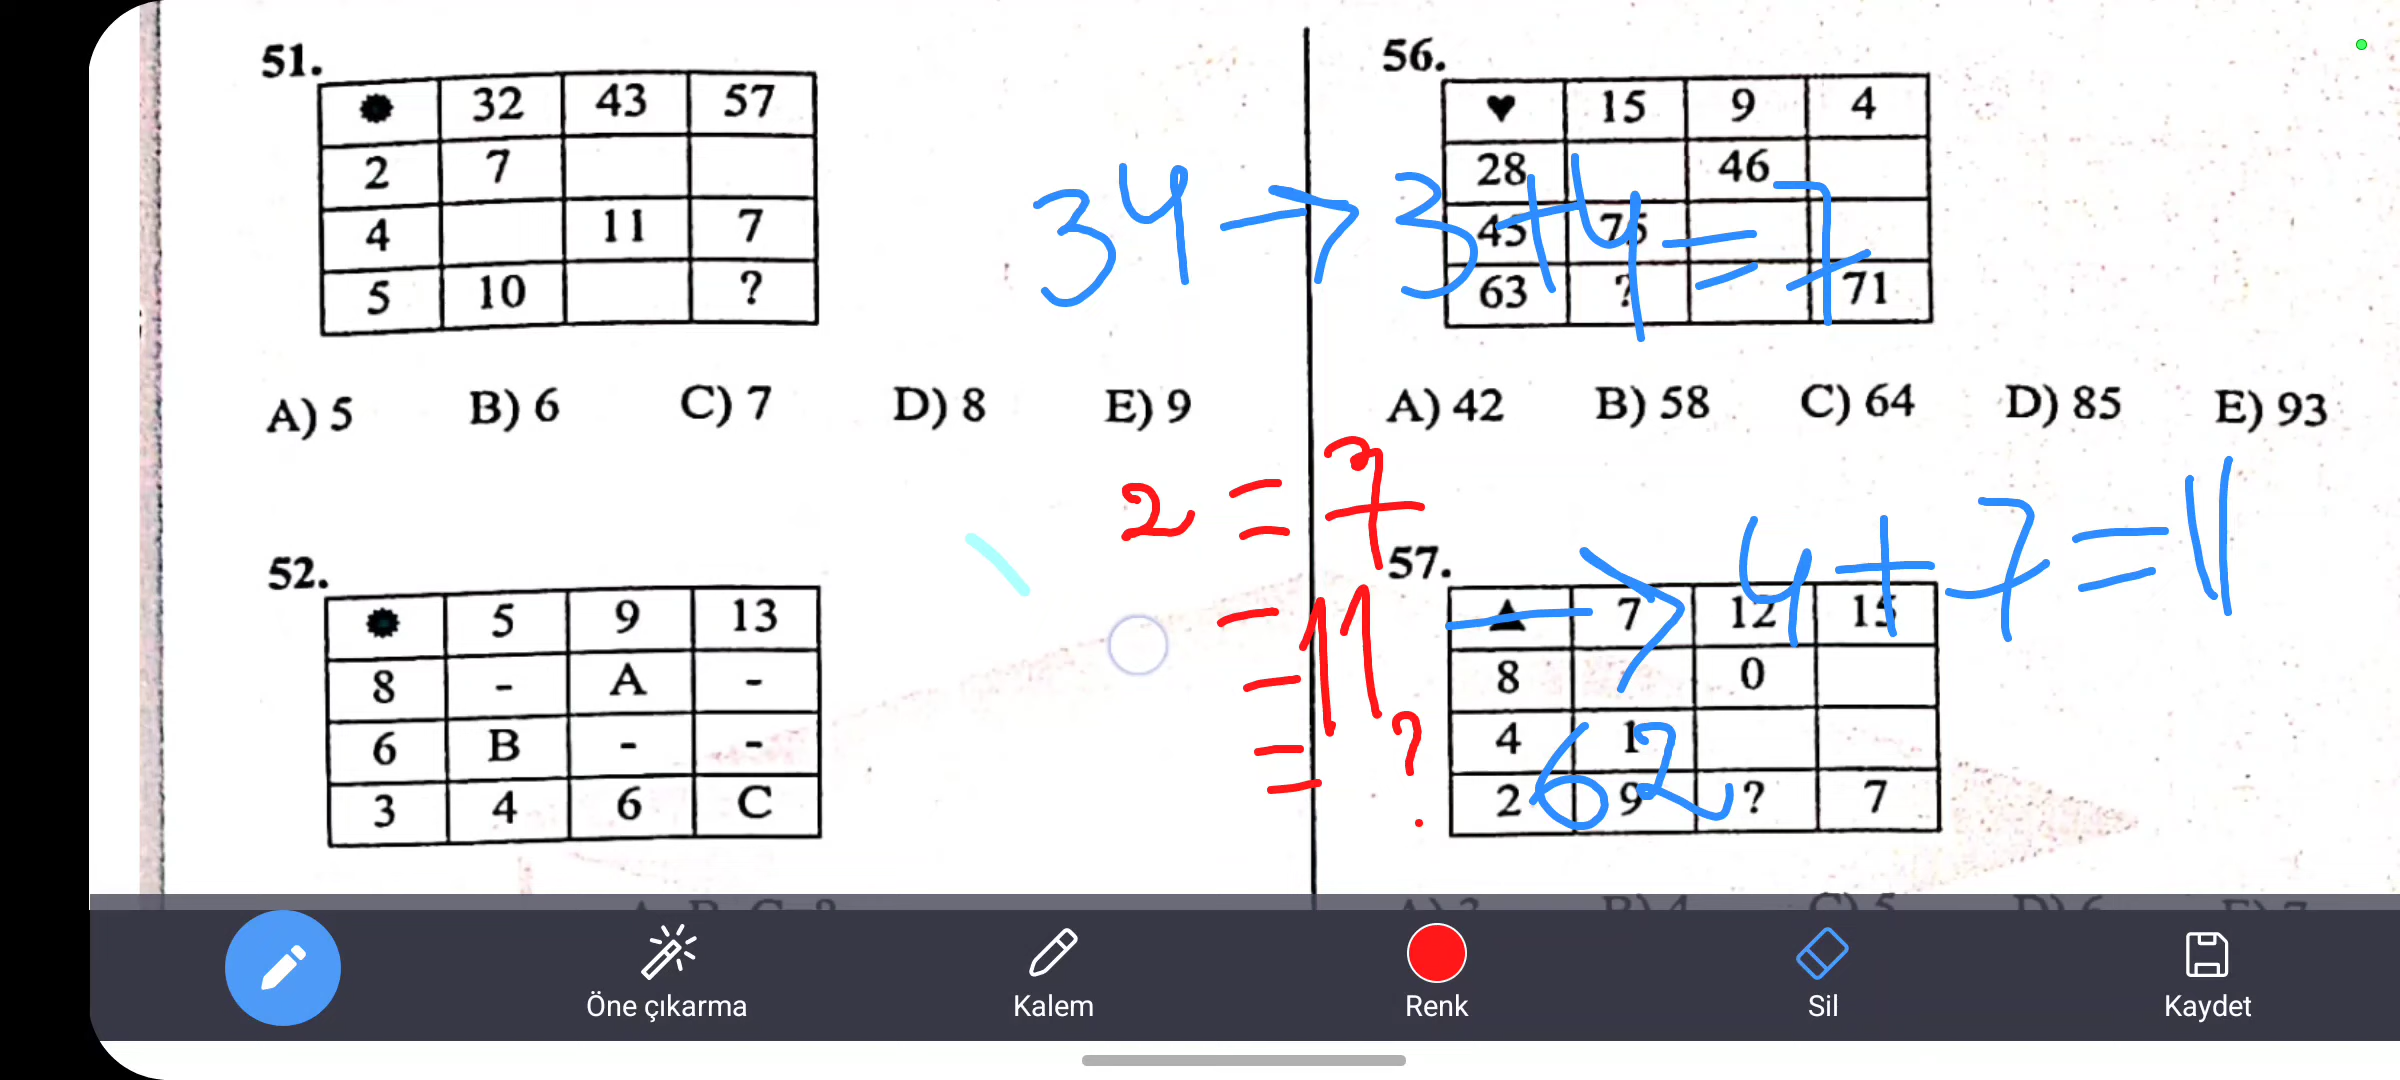 51.
32 43 57
2 7
4 11 7
5 10 ?
A) 5 B) 6 C) 7 D) 8 E) 9
52.
5 9 13
8 - A -
6 B - -
3 4 6 C
56.
♥ 15 9 4
28 46
43 75
63 ? 71
A) 42 B) 58 C) 64 D) 85 E) 93
57.
▲ 7 12 15
8 0
4 1
2 9 ? 7
34 → 3+4=7
2 = 7
= 11
= ?
→ 4+7=11
62
Öne çıkarma
Kalem
Renk
Sil
Kaydet